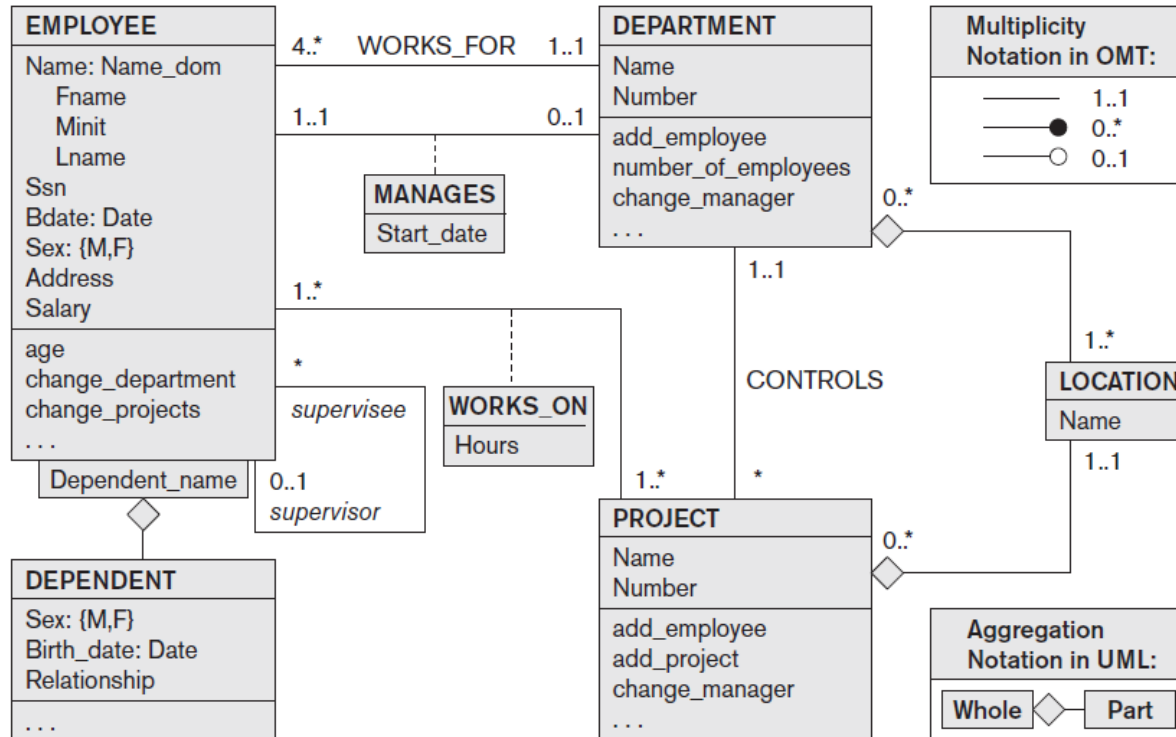 EMPLOYEE
Name: Name_dom
Fname
Minit
Lname
Ssn
Bdate: Date
Sex: {M,F}
Address
Salary
age
change_department
change_projects
. . .
Dependent_name
DEPENDENT
Sex: {M,F}
Birth_date: Date
Relationship
. . .
4..* WORKS_FOR 1..1
1..1 0..1
MANAGES
Start_date
1..*
*
supervisee
0..1
supervisor
WORKS_ON
Hours
1..*
DEPARTMENT
Name
Number
add_employee
number_of_employees
change_manager
. . .
0..*
1..1
CONTROLS
*
PROJECT
Name
Number
add_employee
add_project
change_manager
. . .
0..*
1..*
LOCATION
Name
1..1
Multiplicity
Notation in OMT:
1..1
0..*
0..1
Aggregation
Notation in UML:
Whole Part